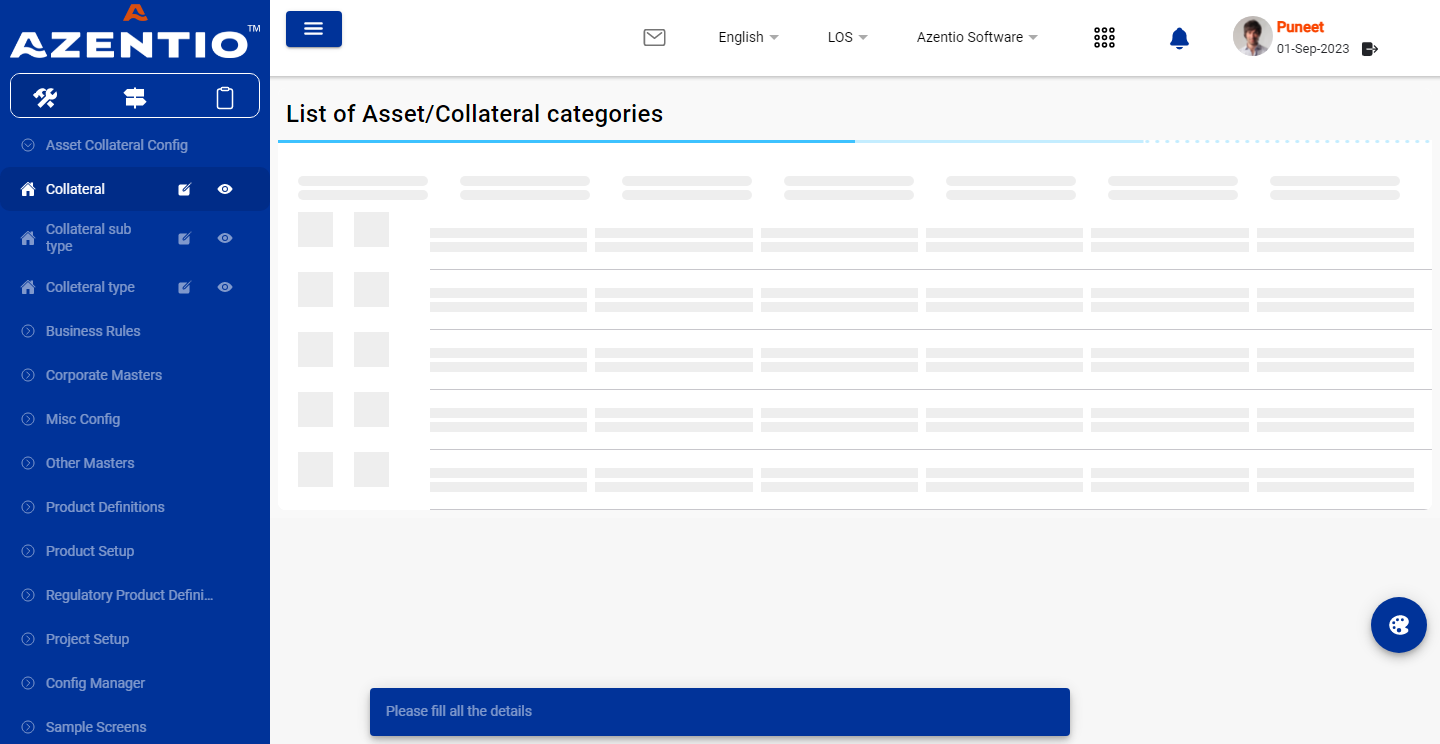 AZENTIO™
English
LOS
Azentio Software
Puneet
01-Sep-2023
List of Asset/Collateral categories
Asset Collateral Config
Collateral
Collateral sub
type
Colleteral type
Business Rules
Corporate Masters
Misc Config
Other Masters
Product Definitions
Product Setup
Regulatory Product Defini...
Project Setup
Config Manager
Sample Screens
Please fill all the details